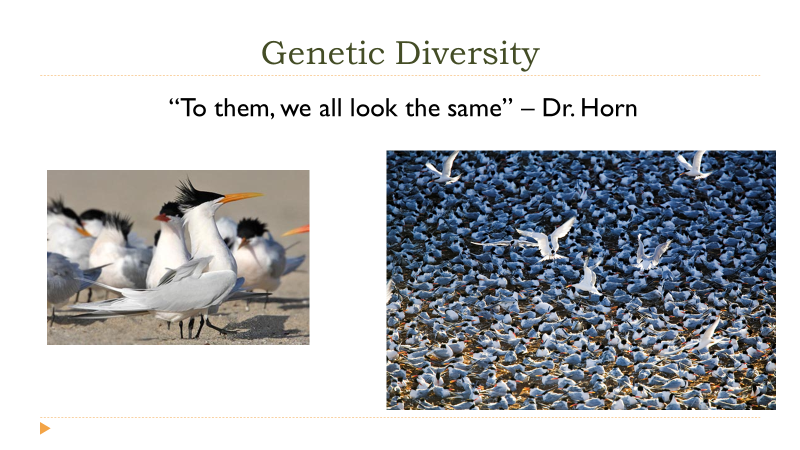 Genetic Diversity
“To them, we all look the same” – Dr. Horn